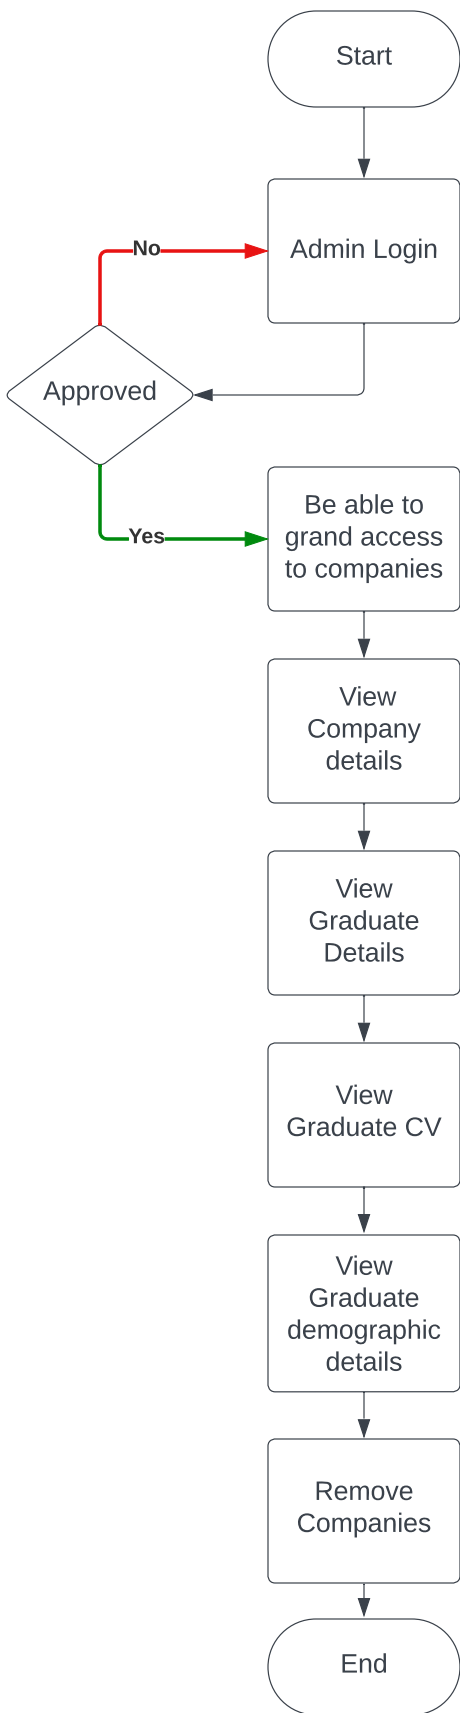 Start
Admin Login
No
Approved
Yes
Be able to
grand access
to companies
View
Company
details
View
Graduate
Details
View
Graduate CV
View
Graduate
demographic
details
Remove
Companies
End